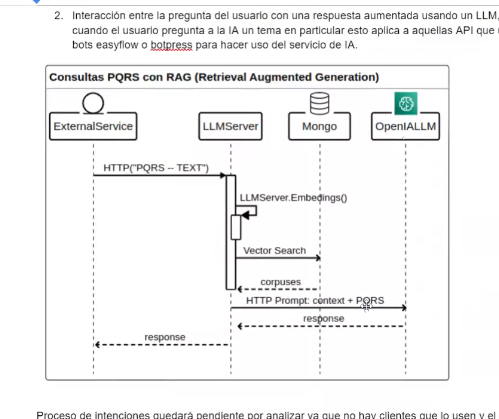 2. Interacción entre la pregunta del usuario con una respuesta aumentada usando un LLM,
cuando el usuario pregunta a la IA un tema en particular esto aplica a aquellas API que
bots easyflow o botpress para hacer uso del servicio de IA.
Consultas PQRS con RAG (Retrieval Augmented Generation)
ExternalService LLMServer Mongo OpenIALLM
HTTP("PQRS -- TEXT")
LLMServer.Embedings()
Vector Search
corpuses
HTTP Prompt: context + PQRS
response
response
Proceso de intenciones quedará pendiente por analizar ya que no hay clientes que lo usen y el